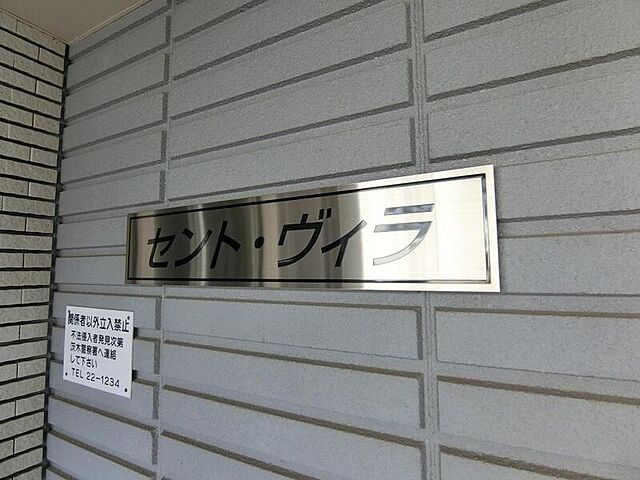 セント・ヴィラ
関係者以外立入禁止
不法侵入者発見次第
茨木警察署へ連絡
して下さい
TEL 22-1234